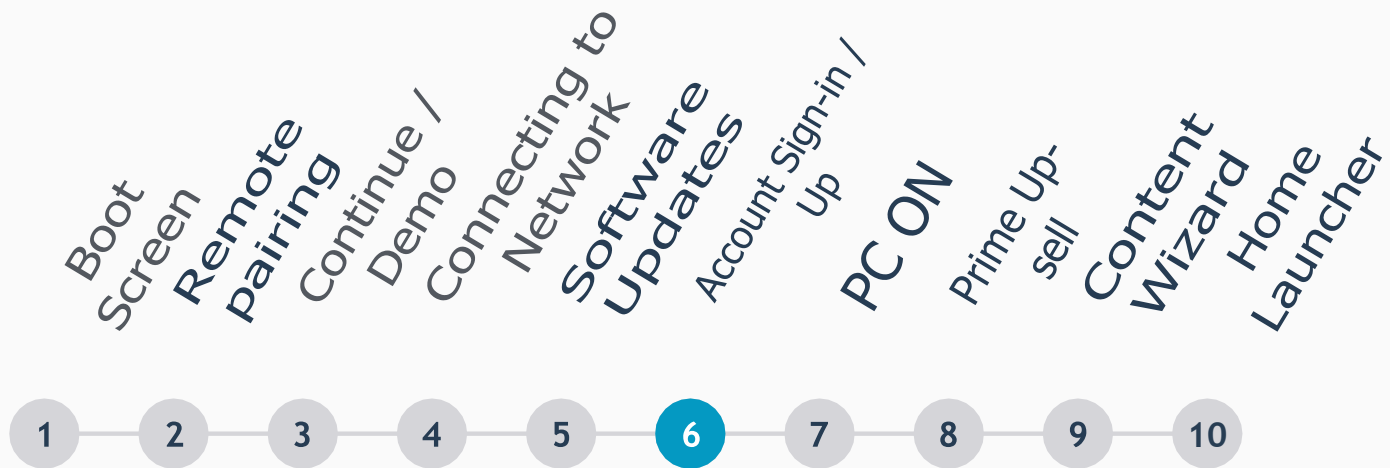 Boot
Screen
Remote
pairing
Continue /
Demo
Connecting to
Network
Software
Updates
Account Sign-in /
Up
PC ON
Prime Up-
sell
Content
Wizard
Home
Launcher
1
2
3
4
5
6
7
8
9
10